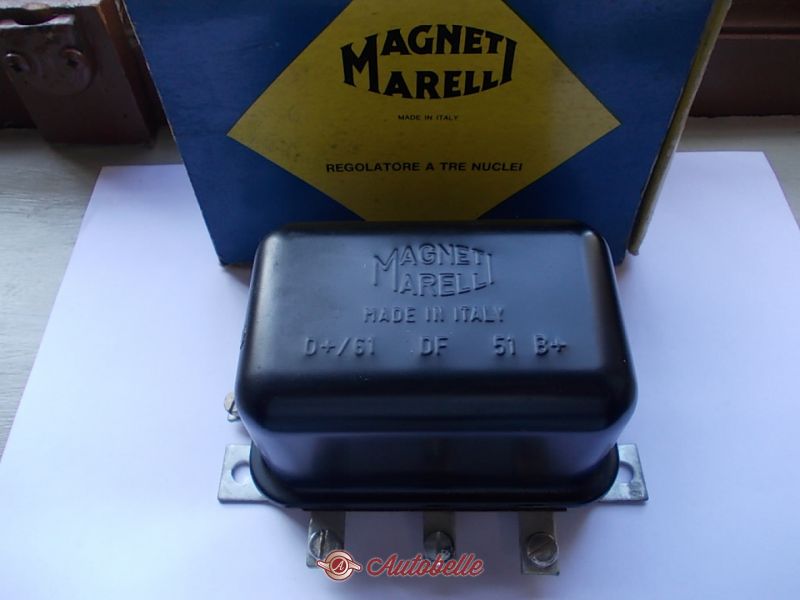 MAGNETI
MARELLI
MADE IN ITALY
REGOLATORE A TRE NUCLEI
MAGNETI
MARELLI
MADE IN ITALY
D+/61 DF 51 B+
Autobelle